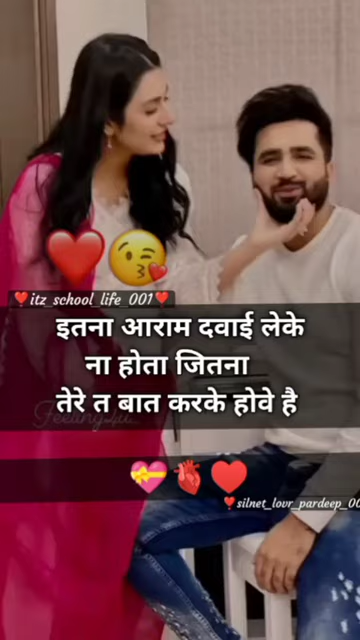 ❤️itz_school_life_001❤️
इतना आराम दवाई लेके
ना होता जितना
तेरे त बात करके होवे है
💝🫀♥️
❣️silnet_lovr_pardeep_00